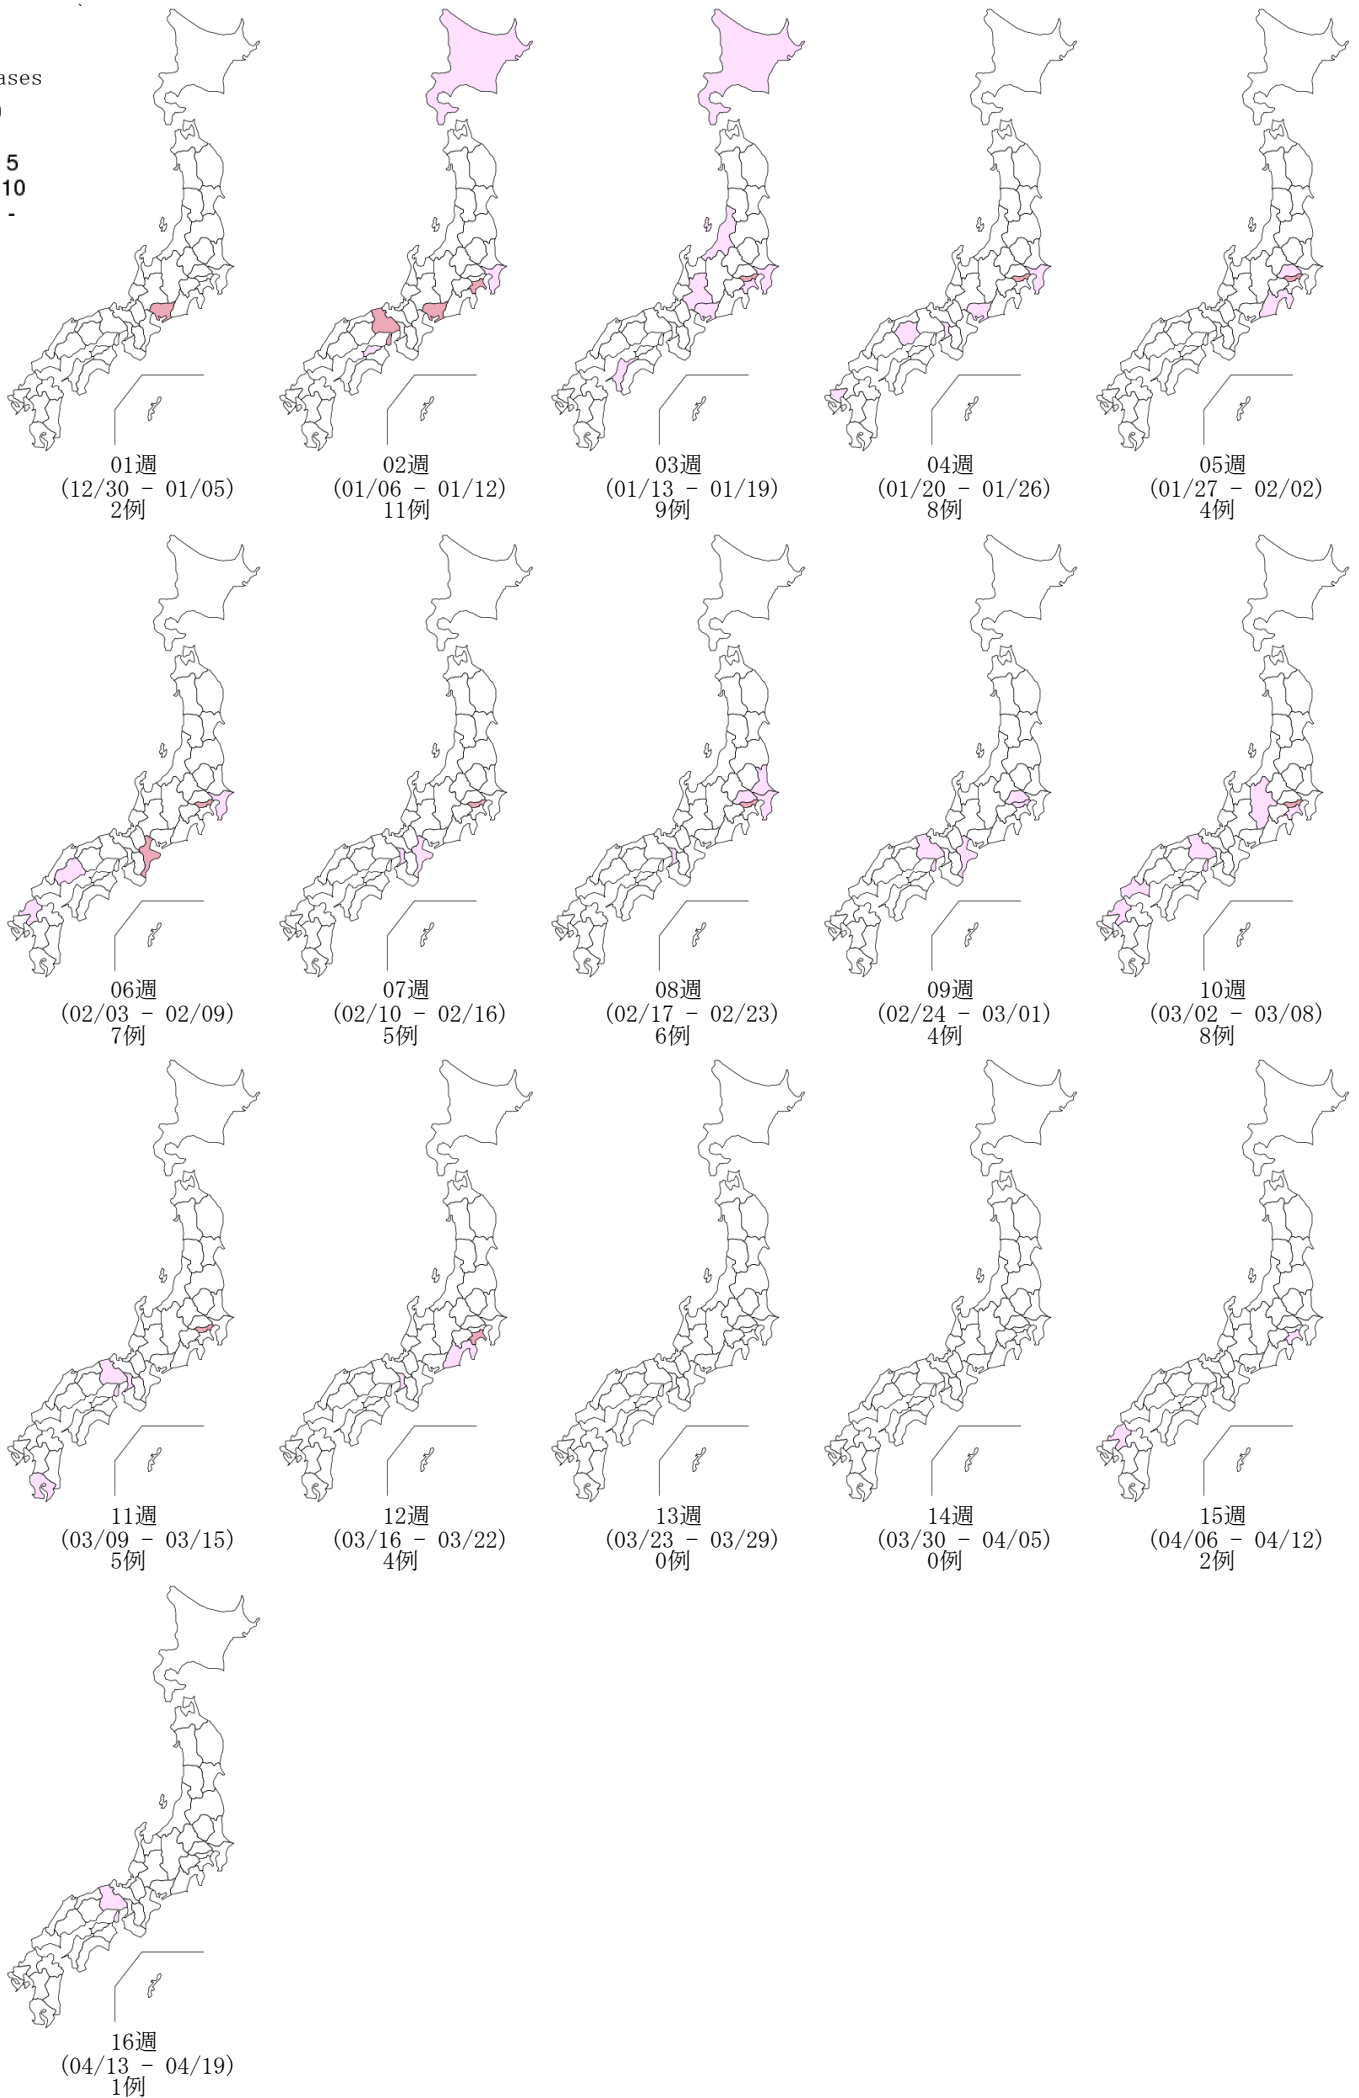 5
10
-
01週
(12/30 - 01/05)
2例
02週
(01/06 - 01/12)
11例
03週
(01/13 - 01/19)
9例
04週
(01/20 - 01/26)
8例
05週
(01/27 - 02/02)
4例
06週
(02/03 - 02/09)
7例
07週
(02/10 - 02/16)
5例
08週
(02/17 - 02/23)
6例
09週
(02/24 - 03/01)
4例
10週
(03/02 - 03/08)
8例
11週
(03/09 - 03/15)
5例
12週
(03/16 - 03/22)
4例
13週
(03/23 - 03/29)
0例
14週
(03/30 - 04/05)
0例
15週
(04/06 - 04/12)
2例
16週
(04/13 - 04/19)
1例